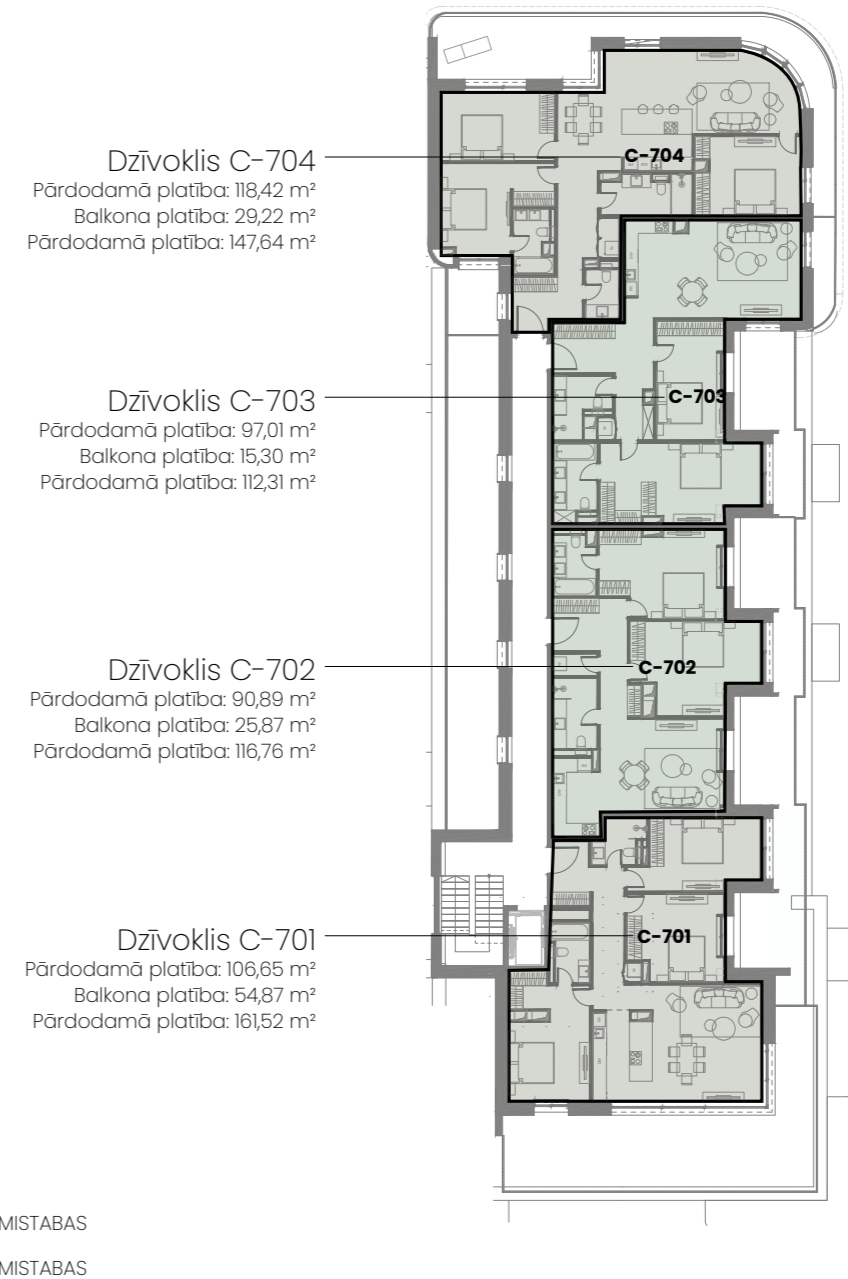 Dzīvoklis C-704
Pārdodamā platība: 118,42 m²
Balkona platība: 29,22 m²
Pārdodamā platība: 147,64 m²
C-704
Dzīvoklis C-703
Pārdodamā platība: 97,01 m²
Balkona platība: 15,30 m²
Pārdodamā platība: 112,31 m²
C-703
Dzīvoklis C-702
Pārdodamā platība: 90,89 m²
Balkona platība: 25,87 m²
Pārdodamā platība: 116,76 m²
C-702
Dzīvoklis C-701
Pārdodamā platība: 106,65 m²
Balkona platība: 54,87 m²
Pārdodamā platība: 161,52 m²
C-701
MISTABAS
MISTABAS